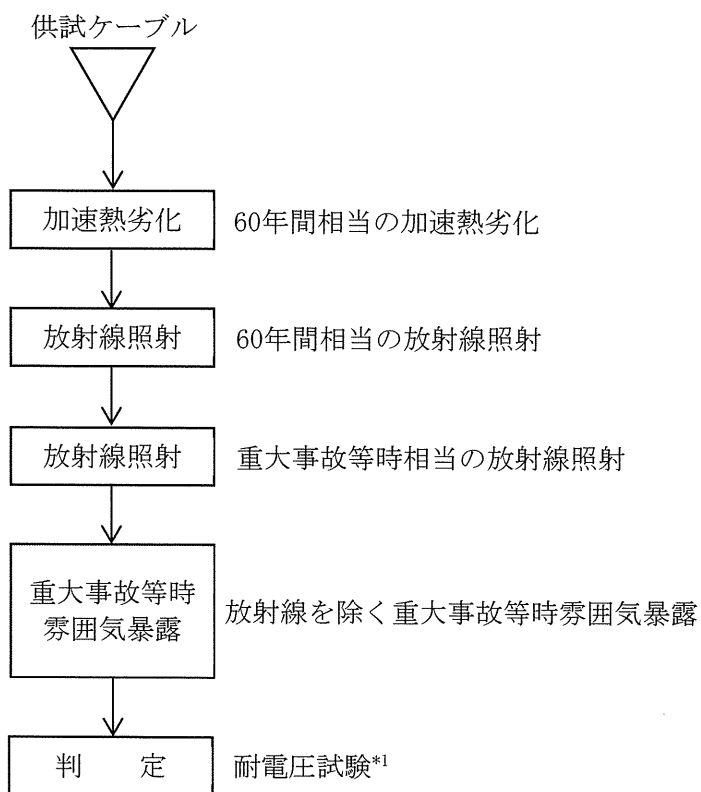 供試ケーブル
加速熱劣化 60年間相当の加速熱劣化
放射線照射 60年間相当の放射線照射
放射線照射 重大事故等時相当の放射線照射
重大事故等時
雰囲気暴露
放射線を除く重大事故等時雰囲気暴露
判　定 耐電圧試験*1